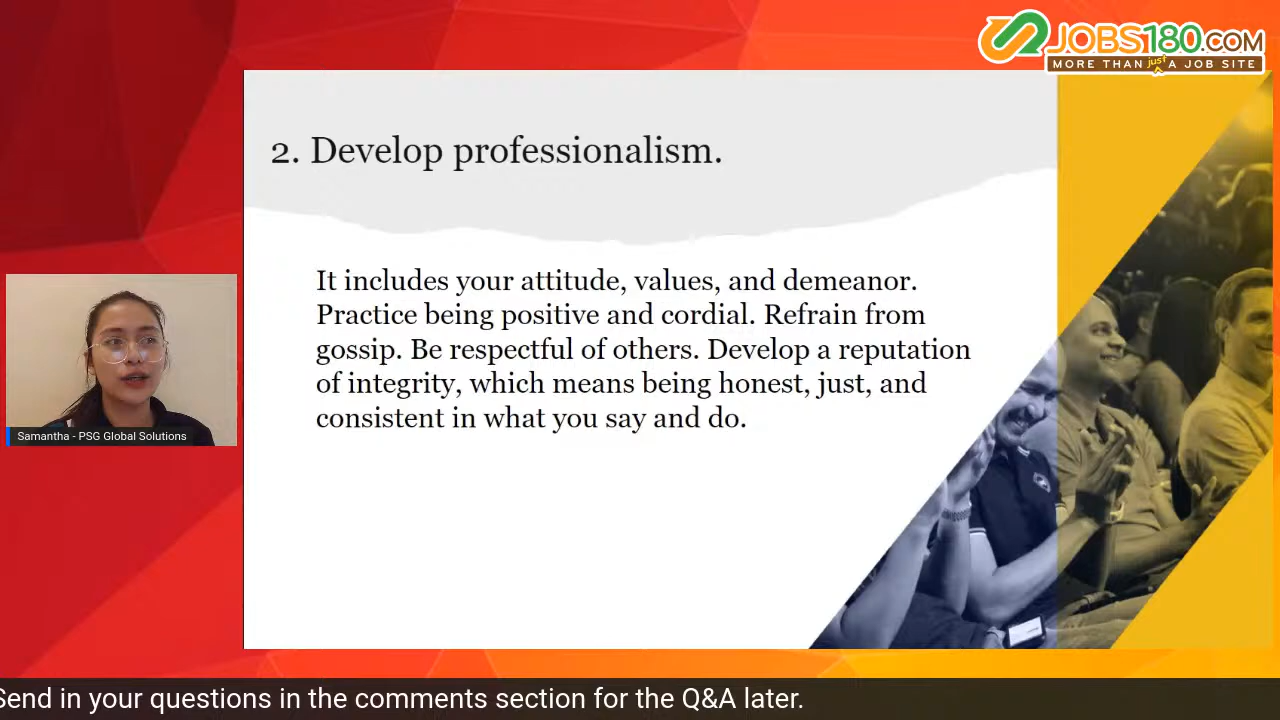 JOBS180.COM
MORE THAN just A JOB SITE
2. Develop professionalism.
It includes your attitude, values, and demeanor.
Practice being positive and cordial. Refrain from
gossip. Be respectful of others. Develop a reputation
of integrity, which means being honest, just, and
consistent in what you say and do.
Samantha - PSG Global Solutions
Send in your questions in the comments section for the Q&A later.